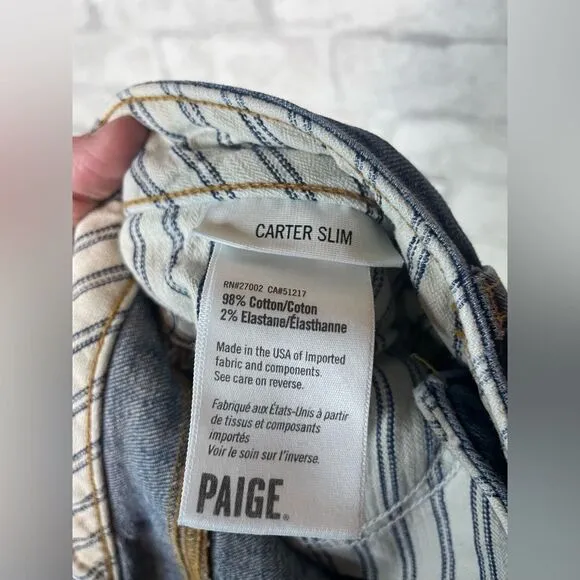 CARTER SLIM
RN#27002 CA#51217
98% Cotton/Coton
2% Elastane/Élasthanne
Made in the USA of Imported
fabric and components.
See care on reverse.
Fabriqué aux États-Unis à partir
de tissus et composants
importés
Voir le soin sur l'inverse.
PAIGE.